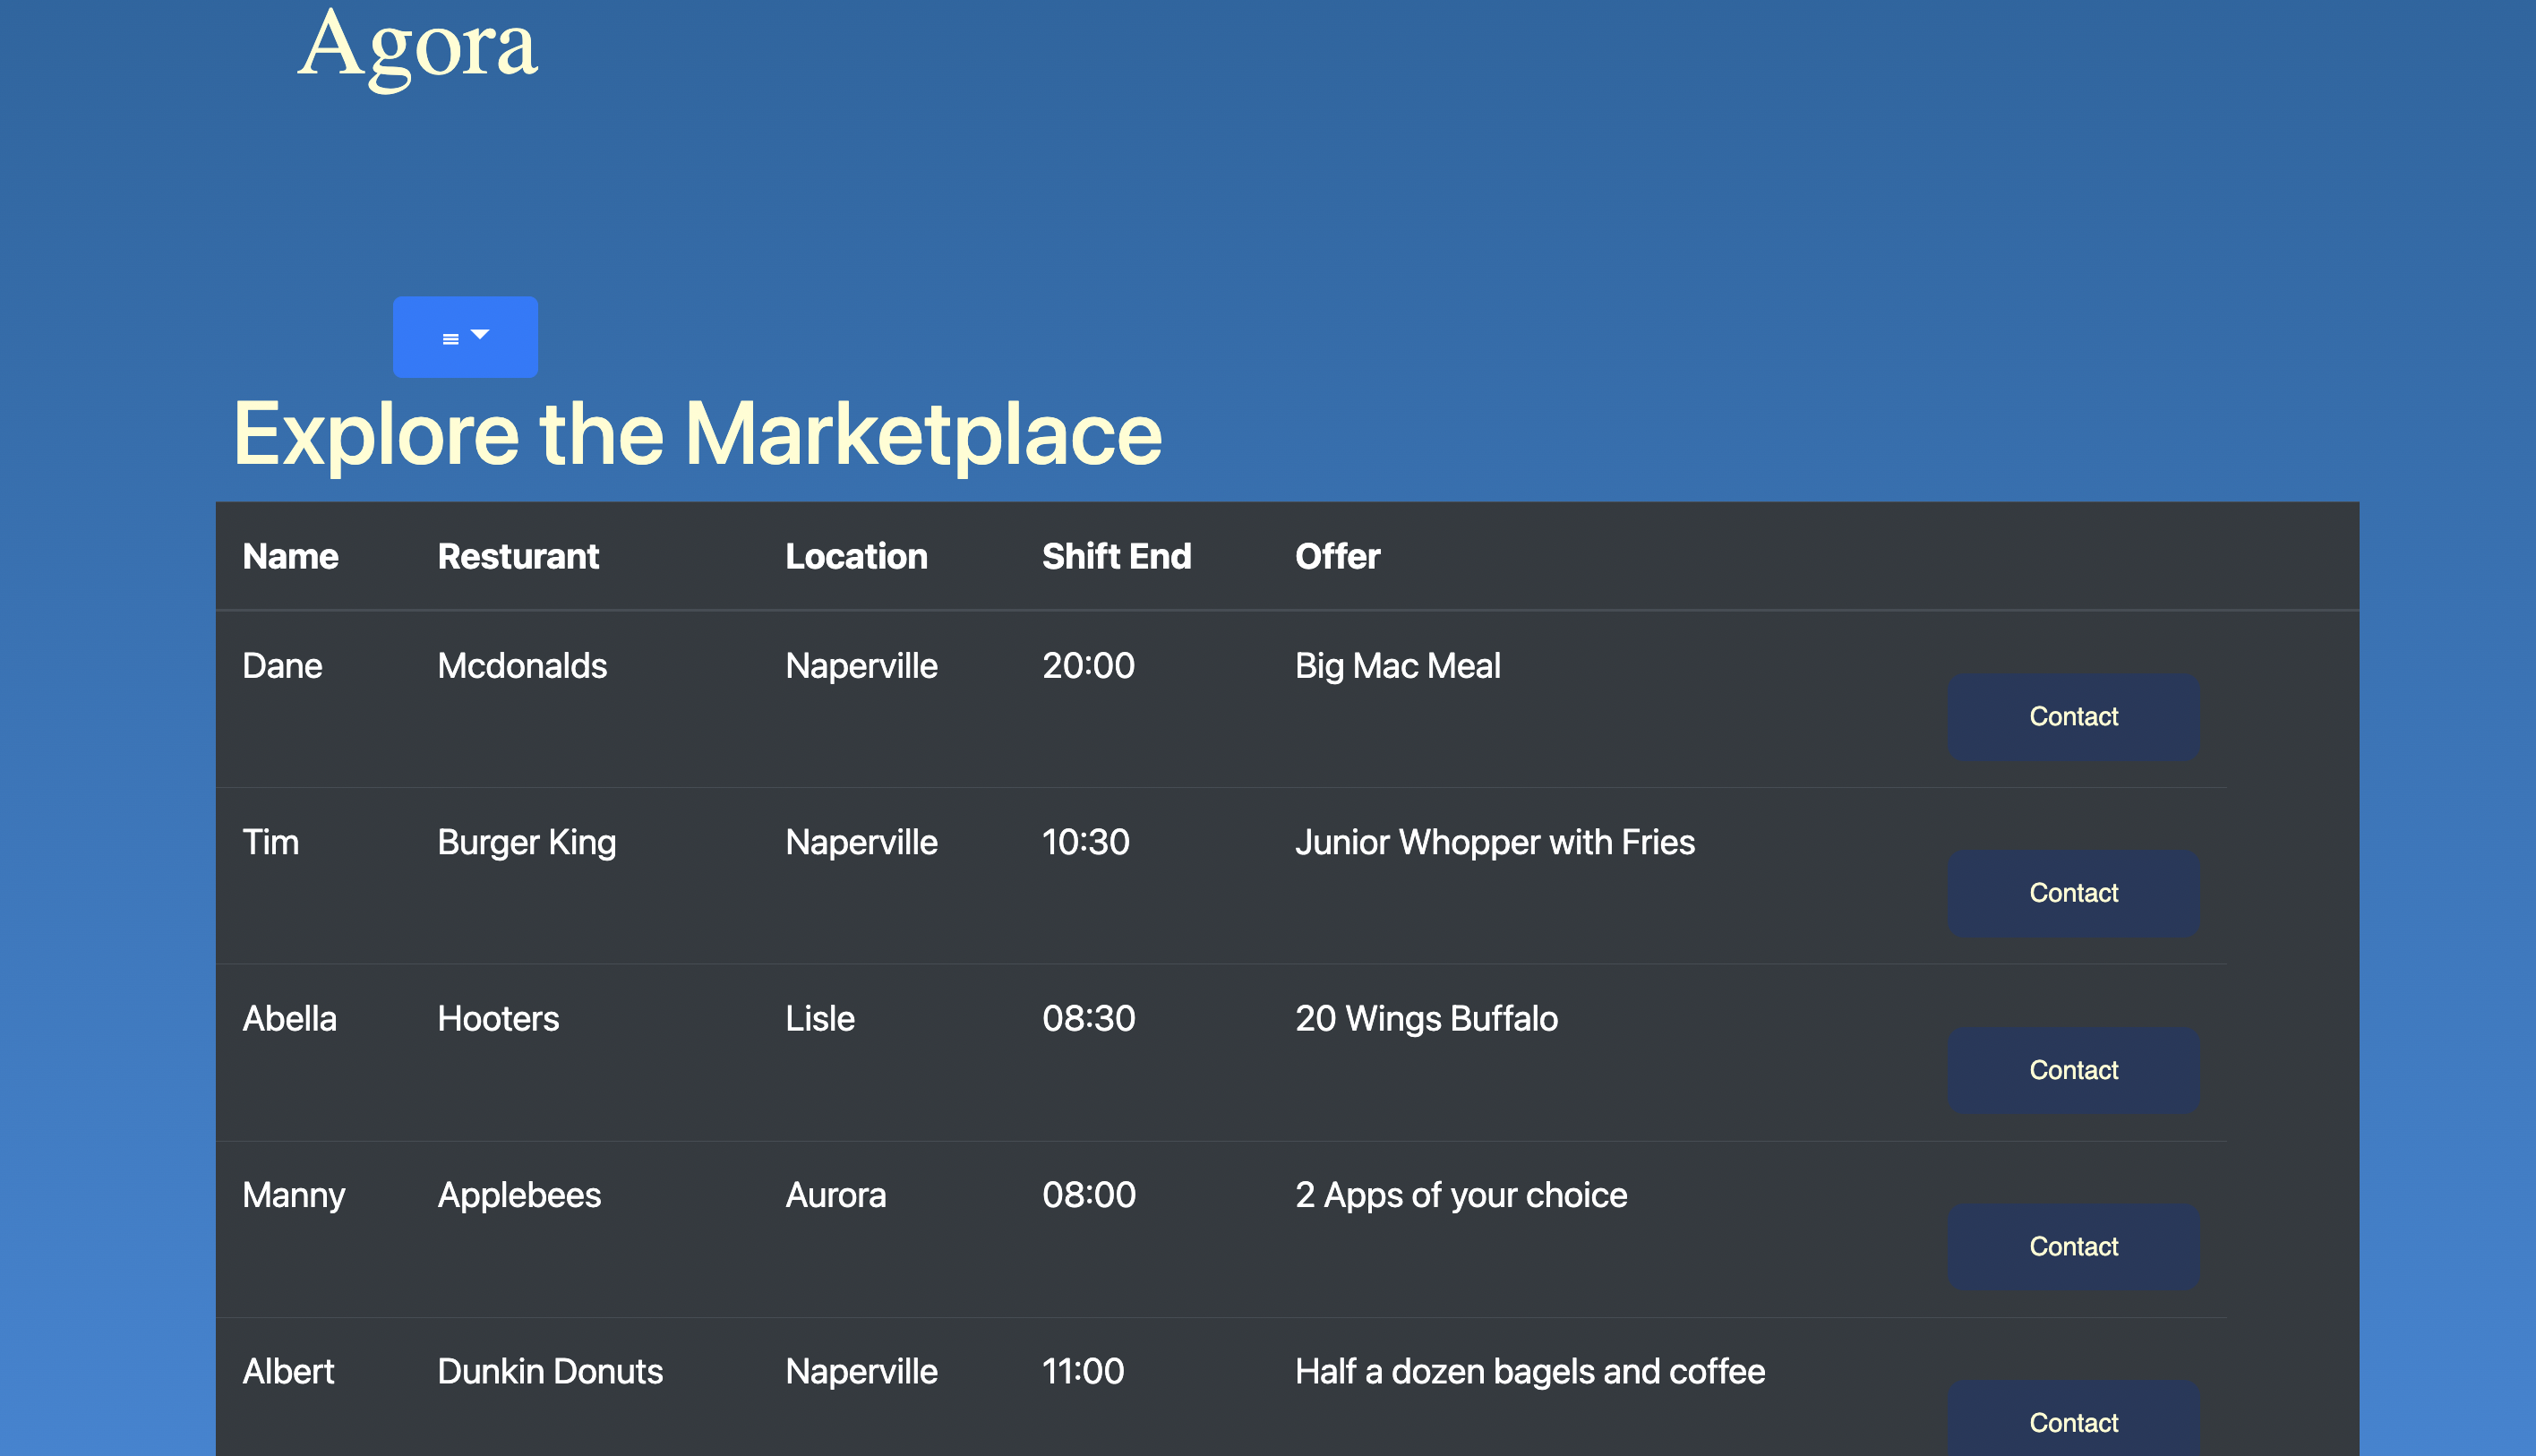 Agora
Explore the Marketplace
Name Resturant Location Shift End Offer
Dane Mcdonalds Naperville 20:00 Big Mac Meal Contact
Tim Burger King Naperville 10:30 Junior Whopper with Fries Contact
Abella Hooters Lisle 08:30 20 Wings Buffalo Contact
Manny Applebees Aurora 08:00 2 Apps of your choice Contact
Albert Dunkin Donuts Naperville 11:00 Half a dozen bagels and coffee Contact